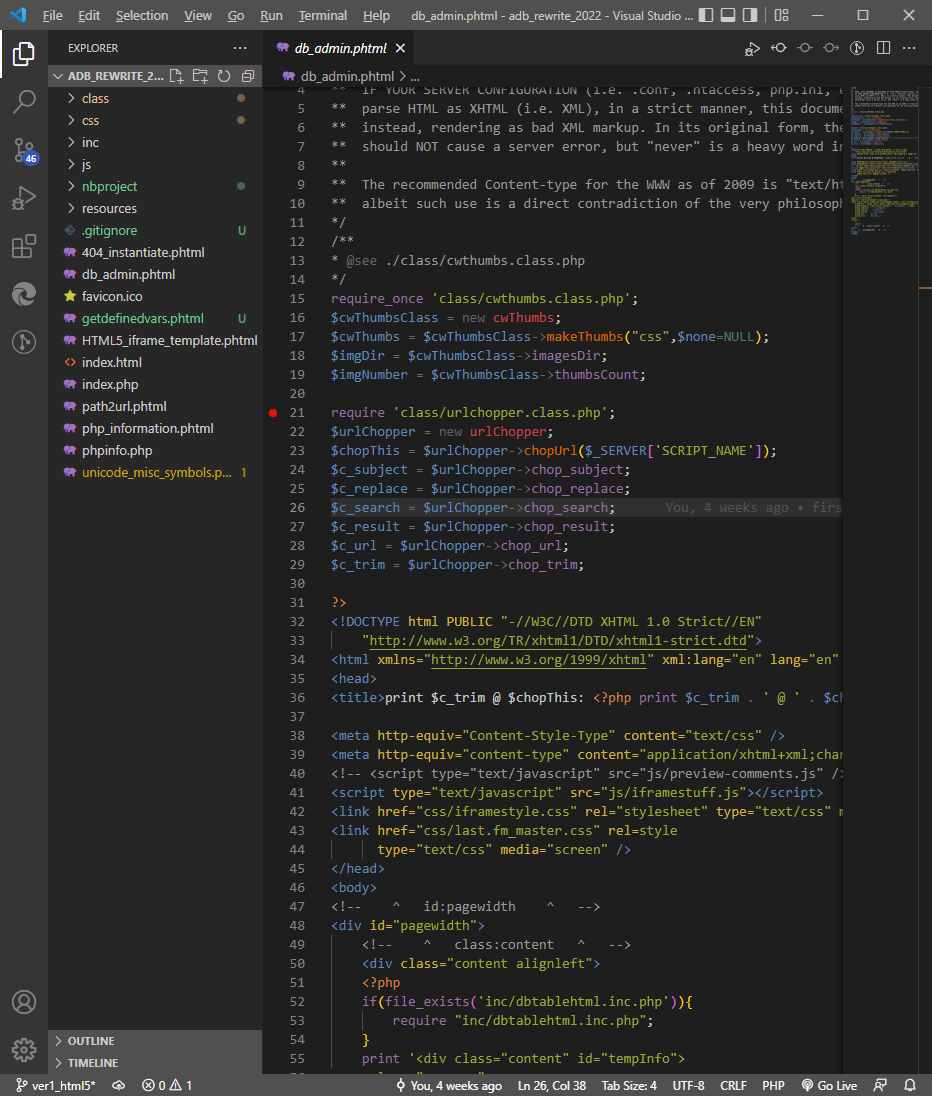 File Edit Selection View Go Run Terminal Help db_admin.phtml - adb_rewrite_2022 - Visual Studio ...
EXPLORER
ADB_REWRITE_2...
class
css
inc
js
nbproject
resources
.gitignore U
404_instantiate.phtml
db_admin.phtml
favicon.ico
getdefinedvars.phtml U
HTML5_iframe_template.phtml
index.html
index.php
path2url.phtml
php_information.phtml
phpinfo.php
unicode_misc_symbols.p... 1
46
OUTLINE
TIMELINE
db_admin.phtml
db_admin.phtml > ...
4 ** IF YOUR SERVER CONFIGURATION (i.e. .conf, .htaccess, php.ini,
5 ** parse HTML as XHTML (i.e. XML), in a strict manner, this docum
6 ** instead, rendering as bad XML markup. In its original form, the
7 ** should NOT cause a server error, but "never" is a heavy word in
8 **
9 ** The recommended Content-type for the WWW as of 2009 is "text/ht
10 ** albeit such use is a direct contradiction of the very philosop
11 */
12 /**
13 * @see ./class/cwthumbs.class.php
14 */
15 require_once 'class/cwthumbs.class.php';
16 $cwThumbsClass = new cwThumbs;
17 $cwThumbs = $cwThumbsClass->makeThumbs("css",$none=NULL);
18 $imgDir = $cwThumbsClass->imagesDir;
19 $imgNumber = $cwThumbsClass->thumbsCount;
20
21 require 'class/urlchopper.class.php';
22 $urlChopper = new urlChopper;
23 $chopThis = $urlChopper->chopUrl($_SERVER['SCRIPT_NAME']);
24 $c_subject = $urlChopper->chop_subject;
25 $c_replace = $urlChopper->chop_replace;
26 $c_search = $urlChopper->chop_search; You, 4 weeks ago • firs
27 $c_result = $urlChopper->chop_result;
28 $c_url = $urlChopper->chop_url;
29 $c_trim = $urlChopper->chop_trim;
30
31 ?>
32 <!DOCTYPE html PUBLIC "-//W3C//DTD XHTML 1.0 Strict//EN"
33 "http://www.w3.org/TR/xhtml1/DTD/xhtml1-strict.dtd">
34 <html xmlns="http://www.w3.org/1999/xhtml" xml:lang="en" lang="en"
35 <head>
36 <title>print $c_trim @ $chopThis: <?php print $c_trim . ' @ ' . $ch
37
38 <meta http-equiv="Content-Style-Type" content="text/css" />
39 <meta http-equiv="content-type" content="application/xhtml+xml;char
40 <!-- <script type="text/javascript" src="js/preview-comments.js" />
41 <script type="text/javascript" src="js/iframestuff.js"></script>
42 <link href="css/iframestyle.css" rel="stylesheet" type="text/css" m
43 <link href="css/last.fm_master.css" rel=style
44 type="text/css" media="screen" />
45 </head>
46 <body>
47 <!-- ^ id:pagewidth ^ -->
48 <div id="pagewidth">
49 <!-- ^ class:content ^ -->
50 <div class="content alignleft">
51 <?php
52 if(file_exists('inc/dbtablehtml.inc.php')){
53 require "inc/dbtablehtml.inc.php";
54 }
55 print '<div class="content" id="tempInfo">
ver1_html5* 0 1 You, 4 weeks ago Ln 26, Col 38 Tab Size: 4 UTF-8 CRLF PHP Go Live